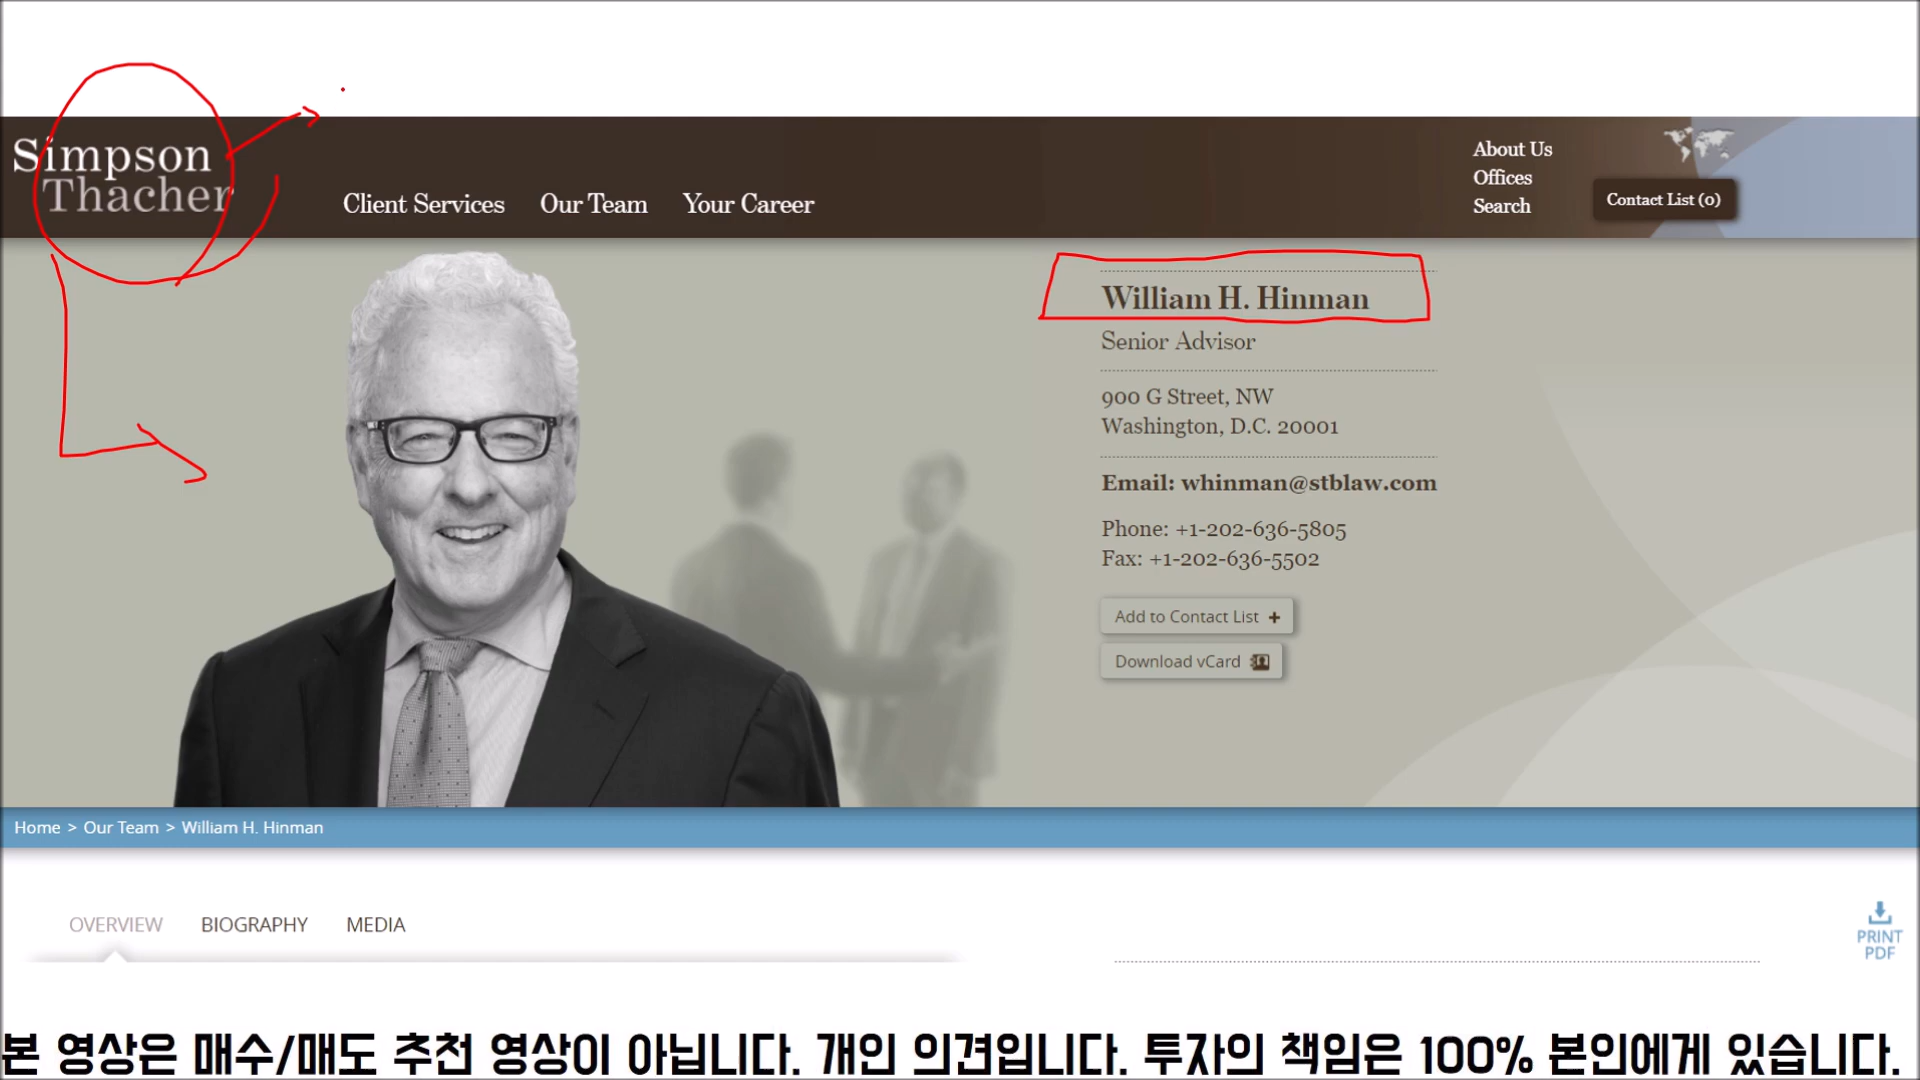 Simpson
Thacher
Client Services
Our Team
Your Career
About Us
Offices
Search
Contact List (0)
William H. Hinman
Senior Advisor
900 G Street, NW
Washington, D.C. 20001
Email: whinman@stblaw.com
Phone: +1-202-636-5805
Fax: +1-202-636-5502
Add to Contact List +
Download vCard
Home > Our Team > William H. Hinman
OVERVIEW
BIOGRAPHY
MEDIA
PRINT
PDF
본 영상은 매수/매도 추천 영상이 아닙니다. 개인 의견입니다. 투자의 책임은 100% 본인에게 있습니다.